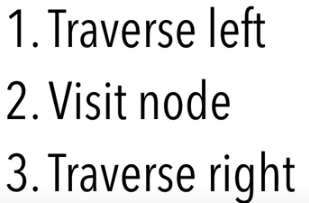 1. Traverse left
2. Visit node
3. Traverse right